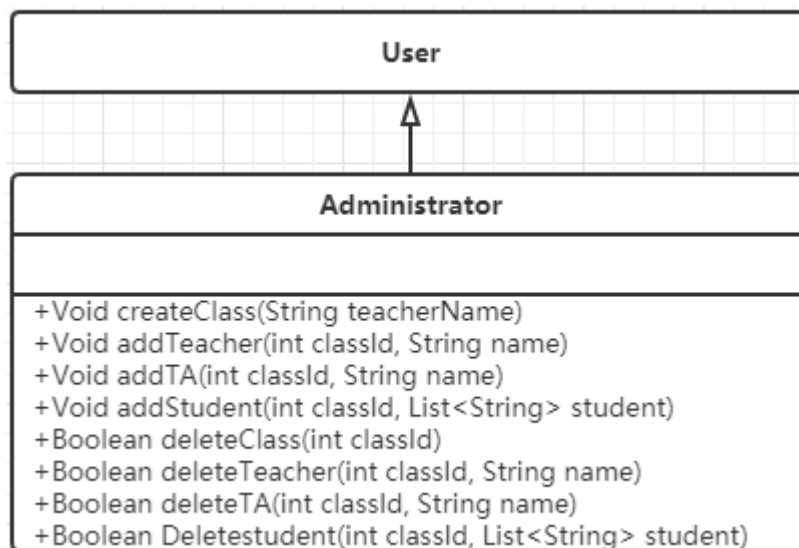 User
Administrator
+Void createClass(String teacherName)
+Void addTeacher(int classId, String name)
+Void addTA(int classId, String name)
+Void addStudent(int classId, List<String> student)
+Boolean deleteClass(int classId)
+Boolean deleteTeacher(int classId, String name)
+Boolean deleteTA(int classId, String name)
+Boolean Deletestudent(int classId, List<String> student)